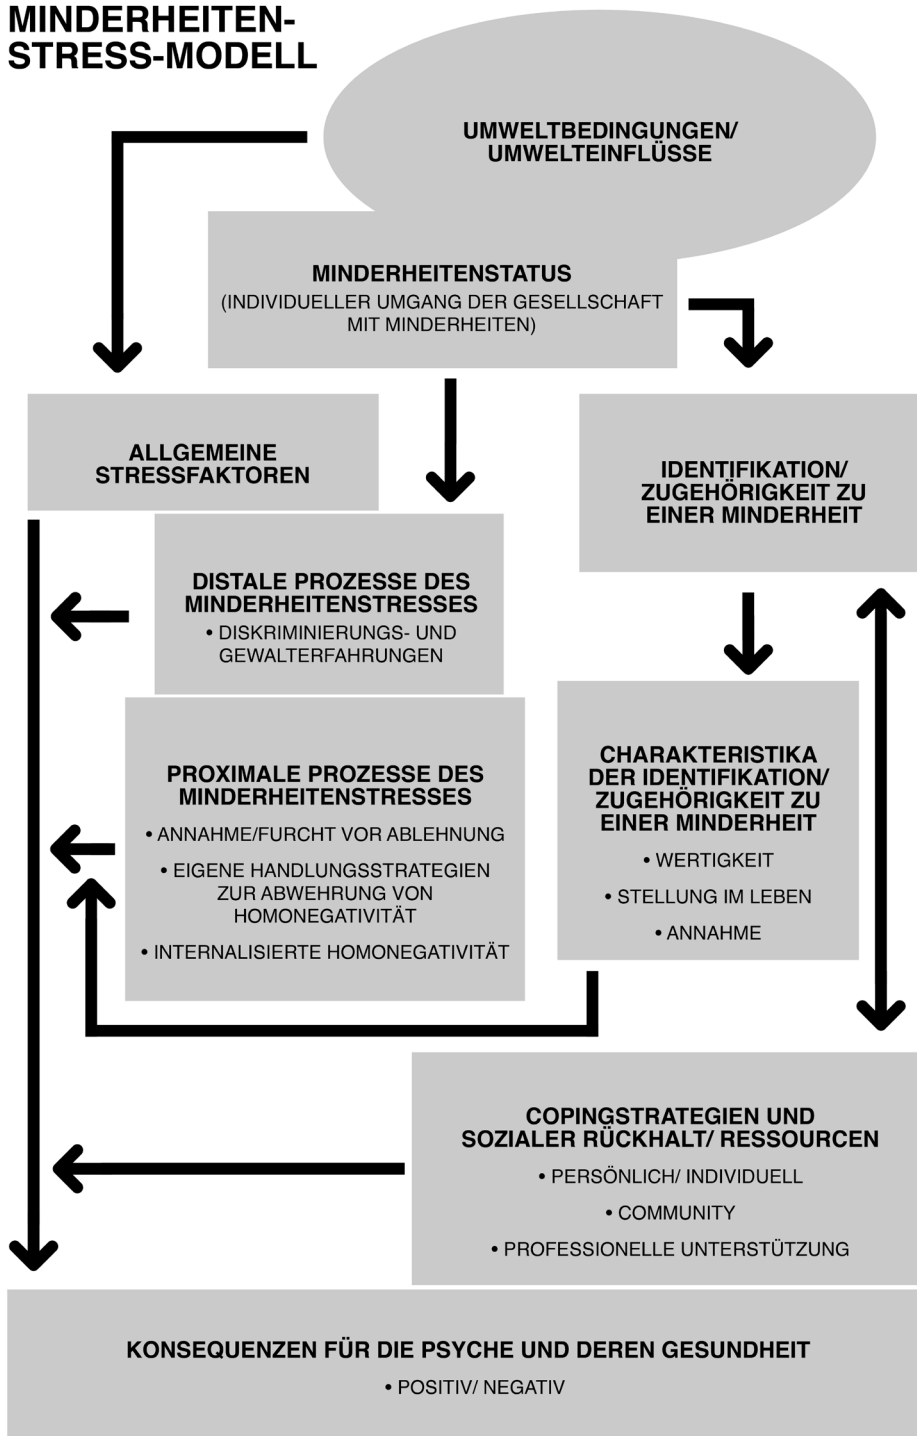 MINDERHEITEN-
STRESS-MODELL
UMWELTBEDINGUNGEN/
UMWELTEINFLÜSSE
MINDERHEITENSTATUS
(INDIVIDUELLER UMGANG DER GESELLSCHAFT
MIT MINDERHEITEN)
ALLGEMEINE
STRESSFAKTOREN
IDENTIFIKATION/
ZUGEHÖRIGKEIT ZU
EINER MINDERHEIT
DISTALE PROZESSE DES
MINDERHEITENSTRESSES
• DISKRIMINIERUNGS- UND
GEWALTERFAHRUNGEN
PROXIMALE PROZESSE DES
MINDERHEITENSTRESSES
• ANNAHME/FURCHT VOR ABLEHNUNG
• EIGENE HANDLUNGSSTRATEGIEN
ZUR ABWEHRUNG VON
HOMONEGATIVITÄT
• INTERNALISIERTE HOMONEGATIVITÄT
CHARAKTERISTIKA
DER IDENTIFIKATION/
ZUGEHÖRIGKEIT ZU
EINER MINDERHEIT
• WERTIGKEIT
• STELLUNG IM LEBEN
• ANNAHME
COPINGSTRATEGIEN UND
SOZIALER RÜCKHALT/ RESSOURCEN
• PERSÖNLICH/ INDIVIDUELL
• COMMUNITY
• PROFESSIONELLE UNTERSTÜTZUNG
KONSEQUENZEN FÜR DIE PSYCHE UND DEREN GESUNDHEIT
• POSITIV/ NEGATIV